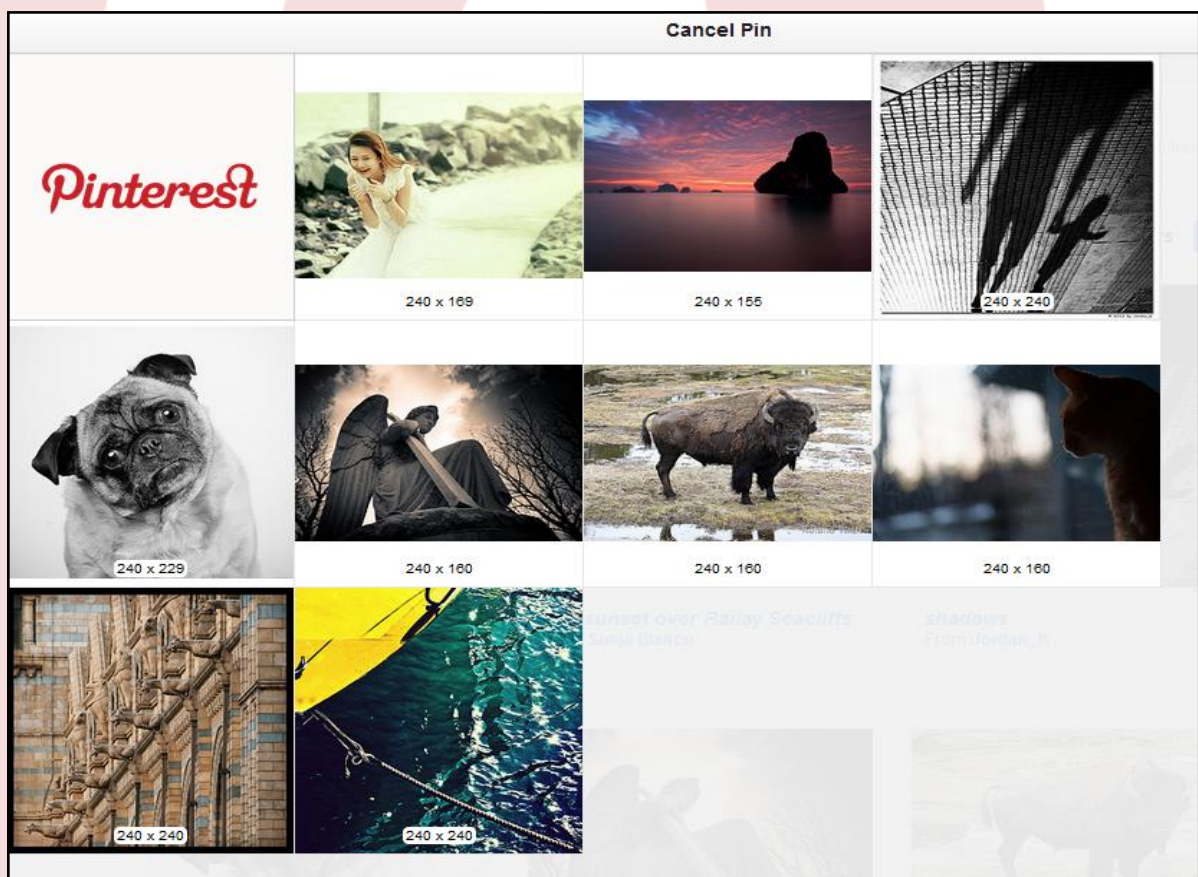 Cancel Pin
Pinterest
240 x 169
240 x 155
240 x 240
240 x 229
240 x 160
240 x 160
240 x 160
sunset over Railay Seacliffs
shadows
240 x 240
240 x 240